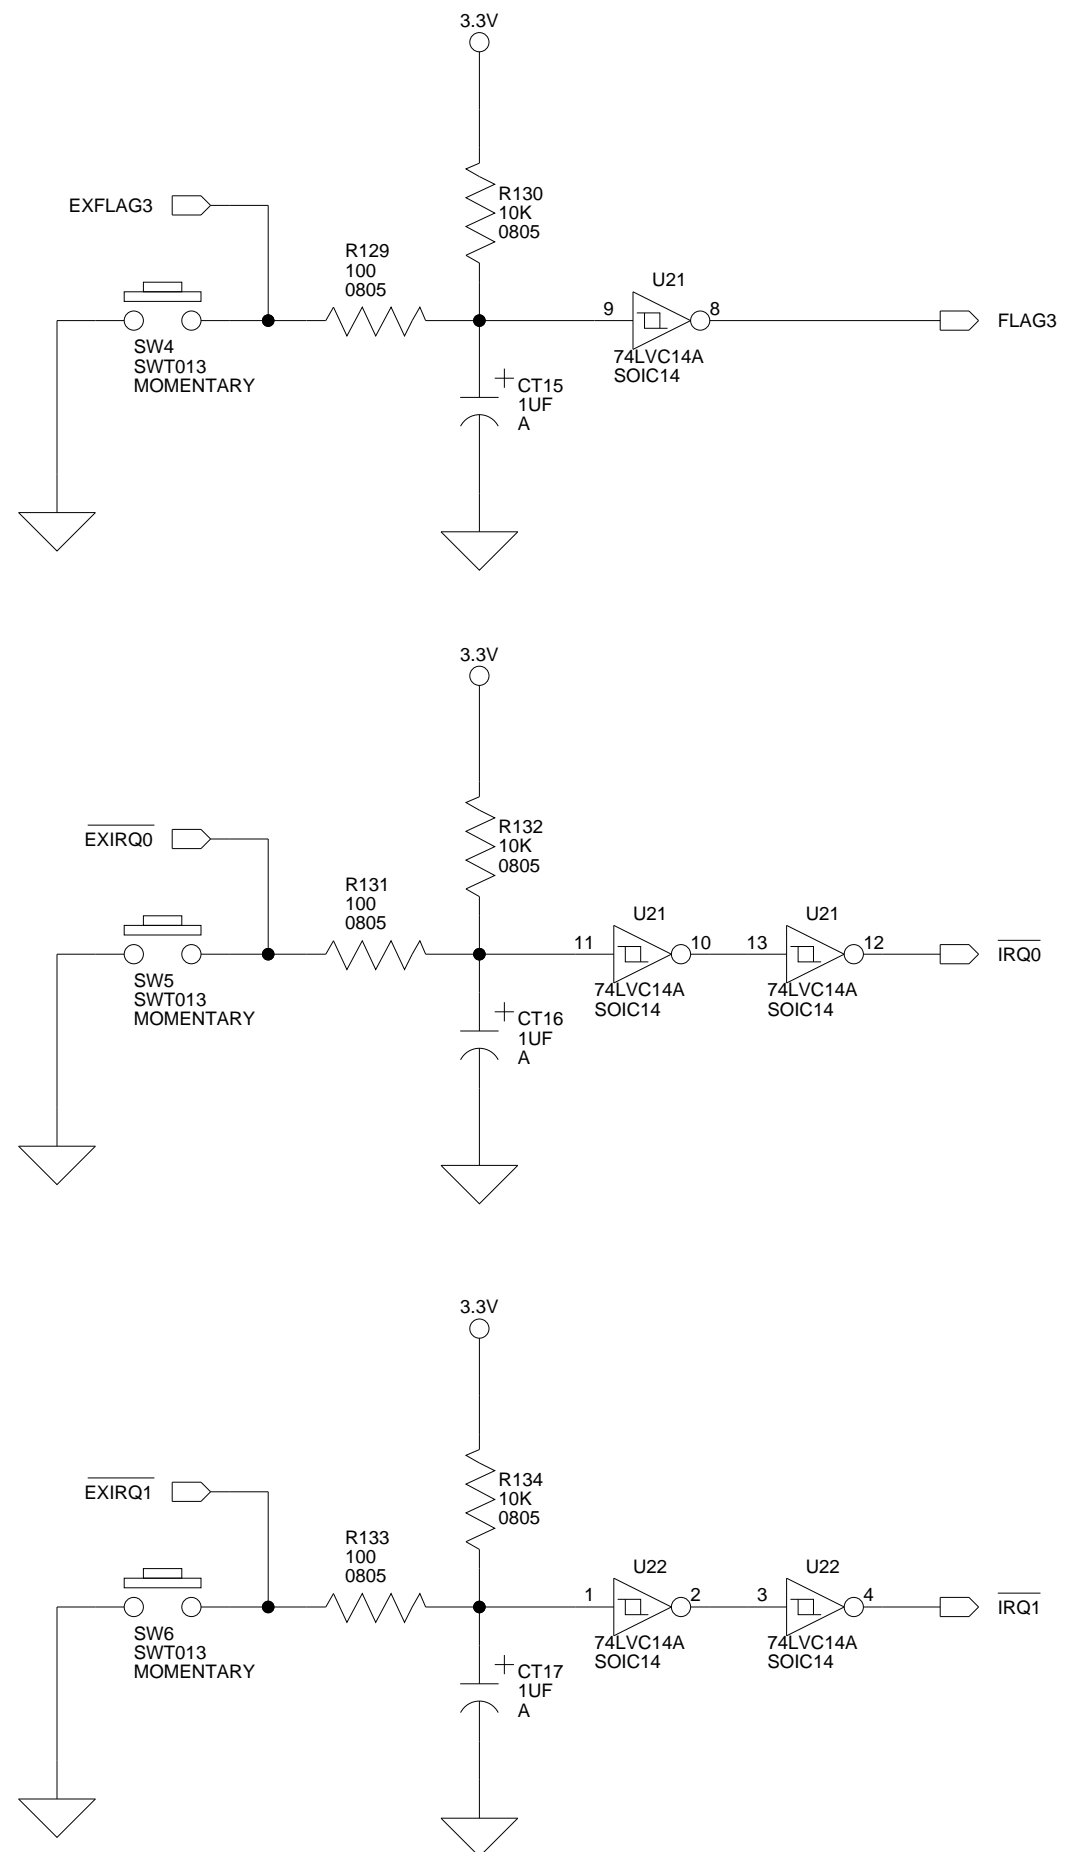 3.3V
R130
10K
0805
EXFLAG3
R129
100
0805
SW4
SWT013
MOMENTARY
U21
9
8
74LVC14A
SOIC14
FLAG3
+
CT15
1UF
A
3.3V
R132
10K
0805
EXIRQ0
R131
100
0805
SW5
SWT013
MOMENTARY
U21
11
10
74LVC14A
SOIC14
U21
13
12
74LVC14A
SOIC14
IRQ0
+
CT16
1UF
A
3.3V
R134
10K
0805
EXIRQ1
R133
100
0805
SW6
SWT013
MOMENTARY
U22
1
2
74LVC14A
SOIC14
U22
3
4
74LVC14A
SOIC14
IRQ1
+
CT17
1UF
A